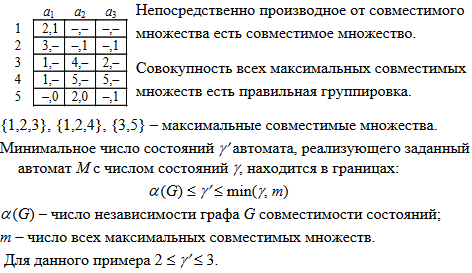 a1 a2 a3
1 2,1 –,– –,–
2 3,– –,1 –,1
3 1,– 4,– 2,–
4 1,– 5,– 5,–
5 –,0 2,0 –,1
Непосредственно производное от совместимого
множества есть совместимое множество.
Совокупность всех максимальных совместимых
множеств есть правильная группировка.
{1,2,3}, {1,2,4}, {3,5} – максимальные совместимые множества.
Минимальное число состояний γ′ автомата, реализующего заданный
автомат M с числом состояний γ, находится в границах:
α(G) ≤ γ′ ≤ min(γ, m)
α(G) – число независимости графа G совместимости состояний;
m – число всех максимальных совместимых множеств.
Для данного примера 2 ≤ γ′ ≤ 3.